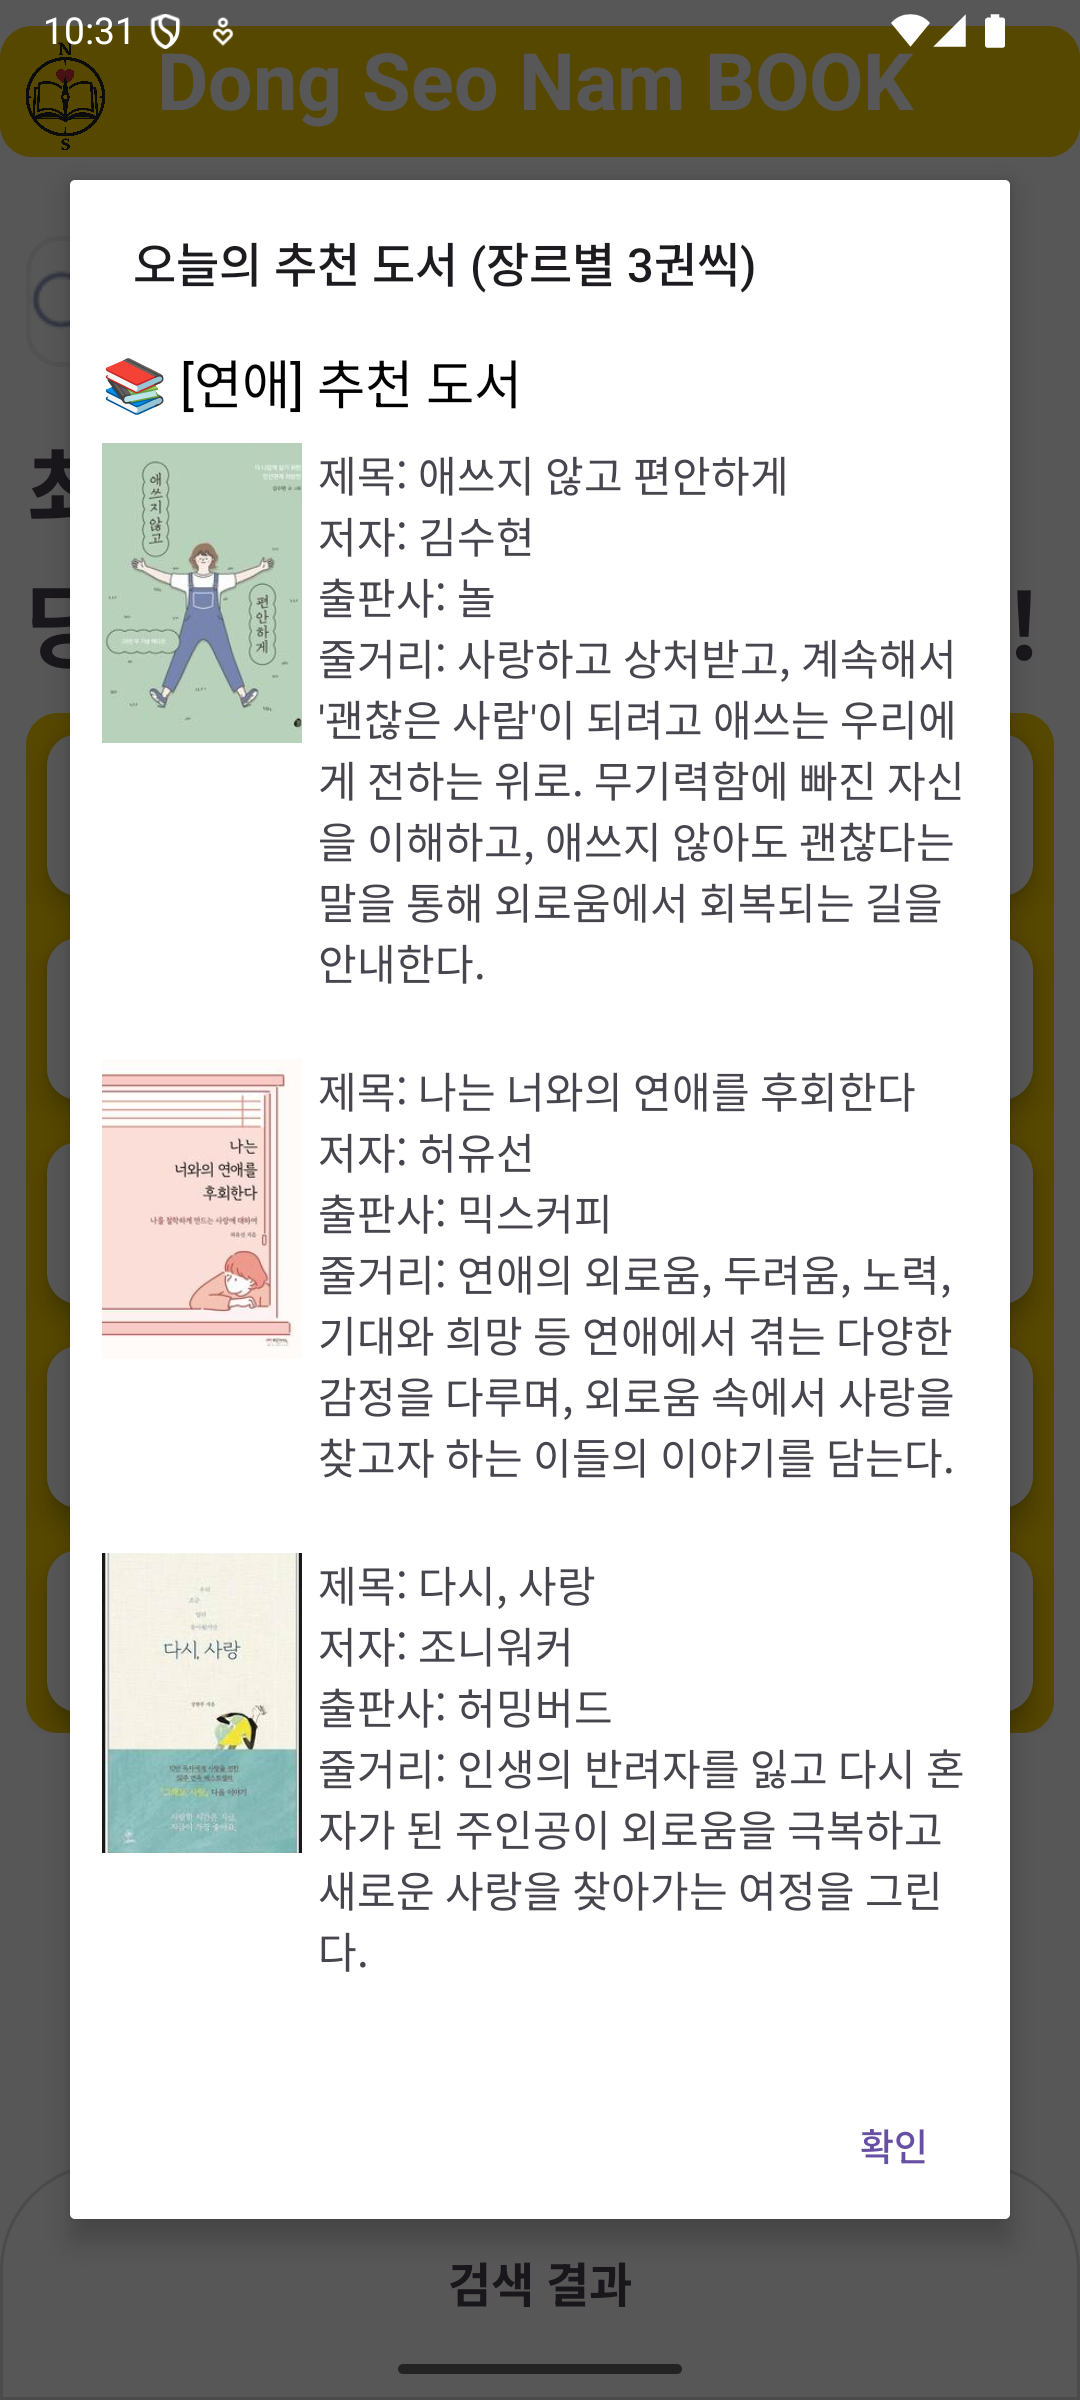 10:31
N
S
Dong Seo Nam BOOK
오늘의 추천 도서 (장르별 3권씩)
📚 [연애] 추천 도서
애쓰지 않고
편안하게
제목: 애쓰지 않고 편안하게
저자: 김수현
출판사: 놀
줄거리: 사랑하고 상처받고, 계속해서
'괜찮은 사람'이 되려고 애쓰는 우리에
게 전하는 위로. 무기력함에 빠진 자신
을 이해하고, 애쓰지 않아도 괜찮다는
말을 통해 외로움에서 회복되는 길을
안내한다.
나는
너와의 연애를
후회한다
나를 철학하게 만드는 사랑에 대하여
허유선 지음
제목: 나는 너와의 연애를 후회한다
저자: 허유선
출판사: 믹스커피
줄거리: 연애의 외로움, 두려움, 노력,
기대와 희망 등 연애에서 겪는 다양한
감정을 다루며, 외로움 속에서 사랑을
찾고자 하는 이들의 이야기를 담는다.
다시, 사랑
제목: 다시, 사랑
저자: 조니워커
출판사: 허밍버드
줄거리: 인생의 반려자를 잃고 다시 혼
자가 된 주인공이 외로움을 극복하고
새로운 사랑을 찾아가는 여정을 그린
다.
!
확인
검색 결과